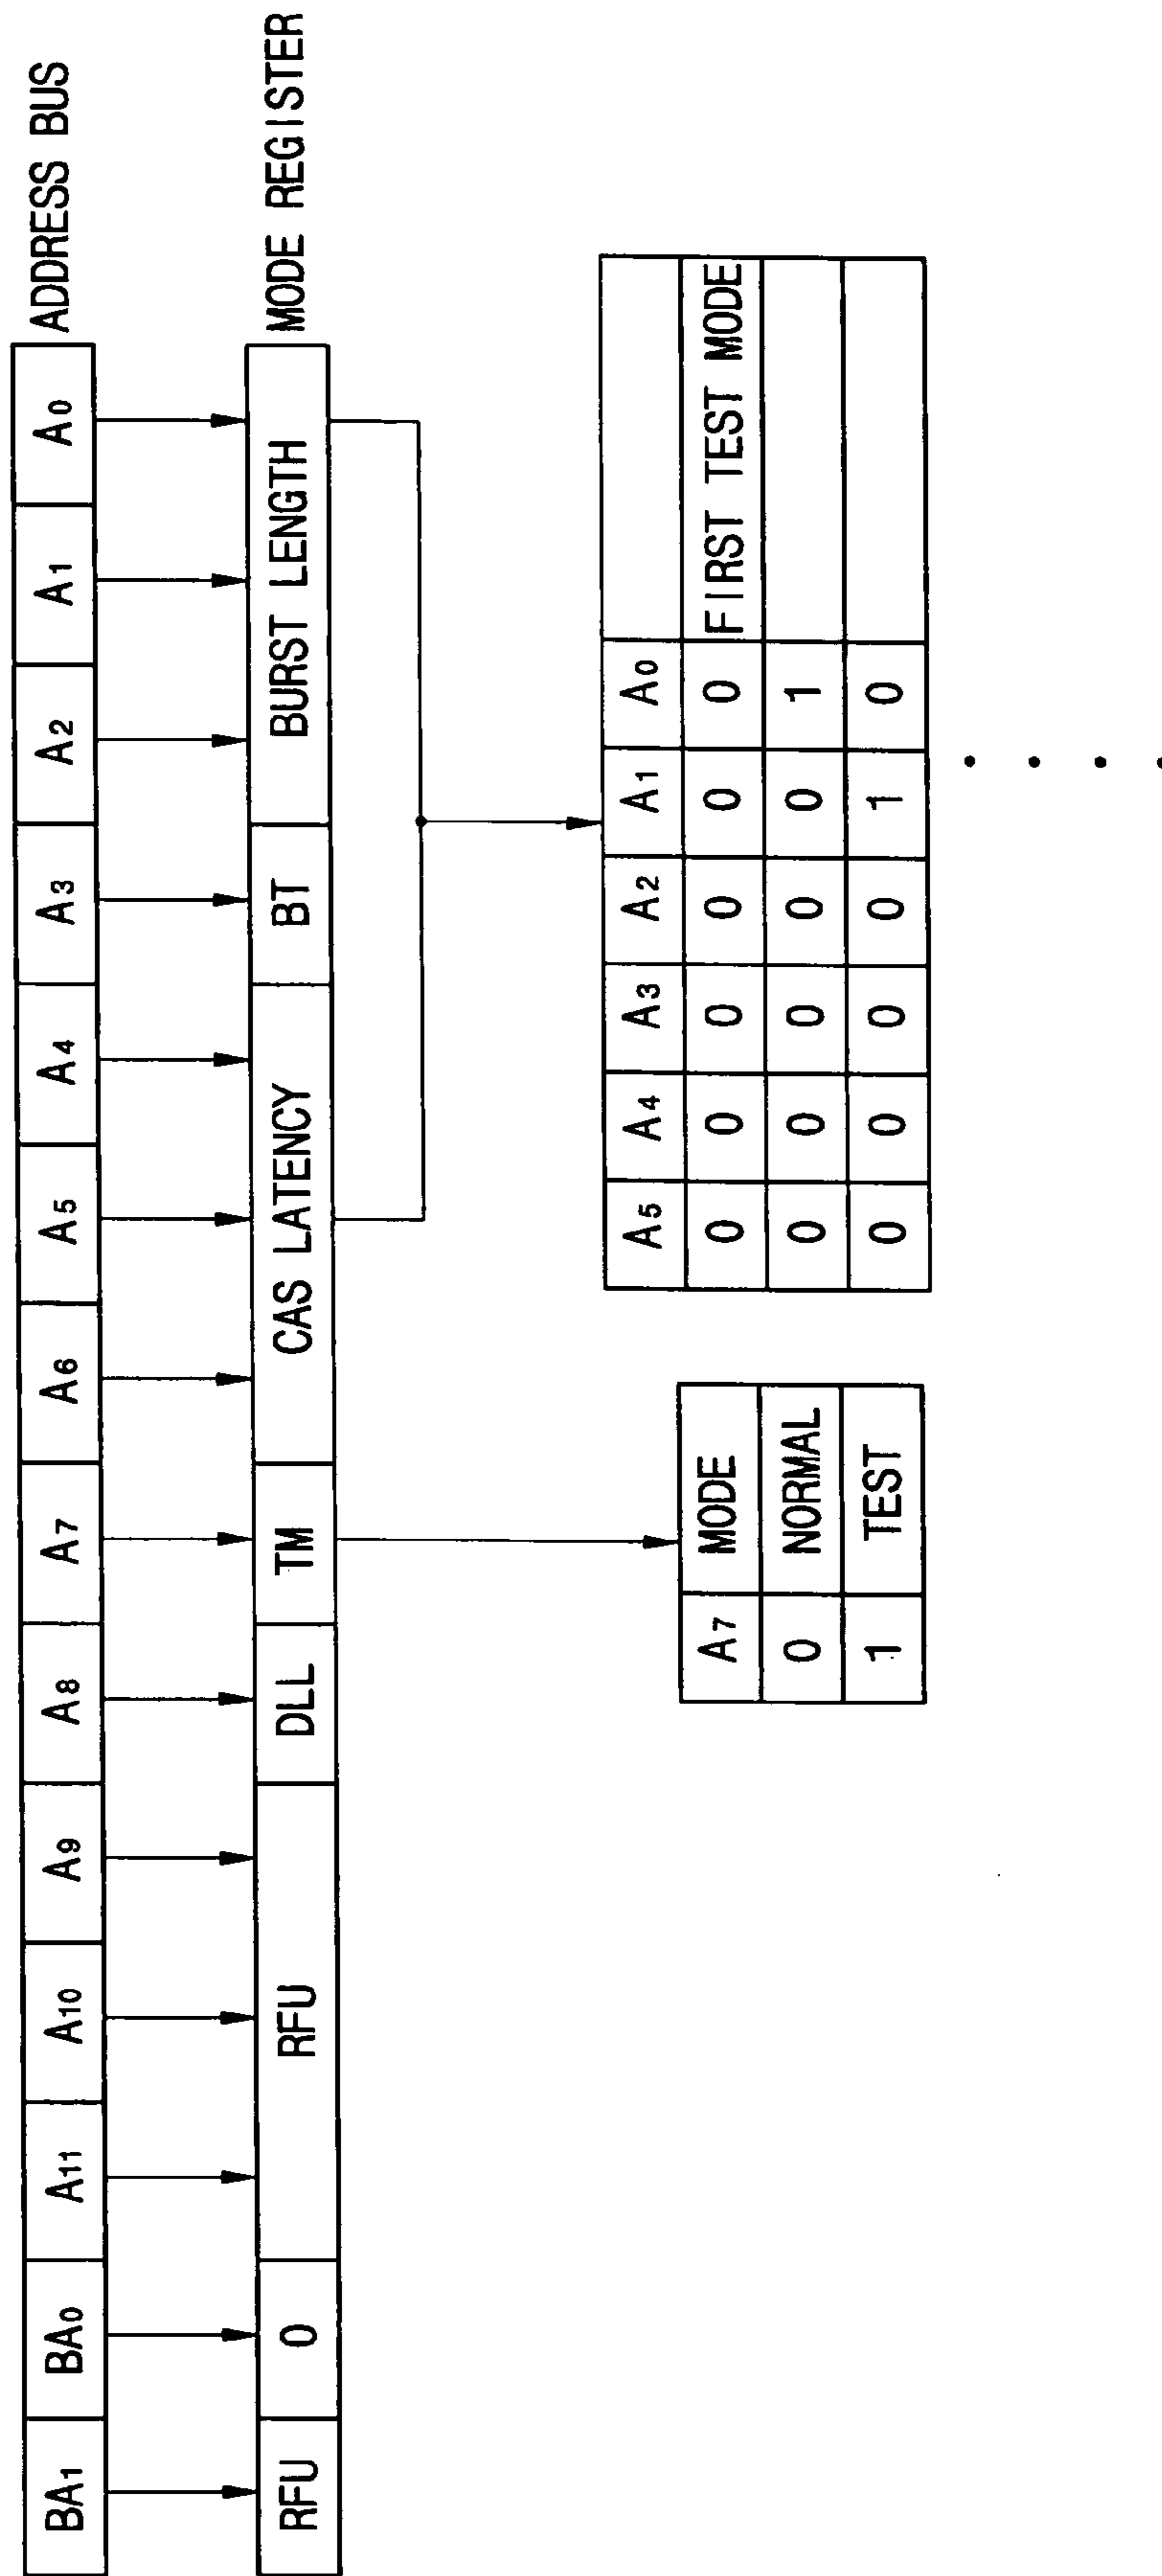 BA1 BA0 A11 A10 A9 A8 A7 A6 A5 A4 A3 A2 A1 A0 ADDRESS BUS
RFU 0 RFU DLL TM CAS LATENCY BT BURST LENGTH MODE REGISTER
A7 MODE
0 NORMAL
1 TEST
A5 A4 A3 A2 A1 A0
0 0 0 0 0 0 FIRST TEST MODE
0 0 0 0 0 1
0 0 0 0 1 0